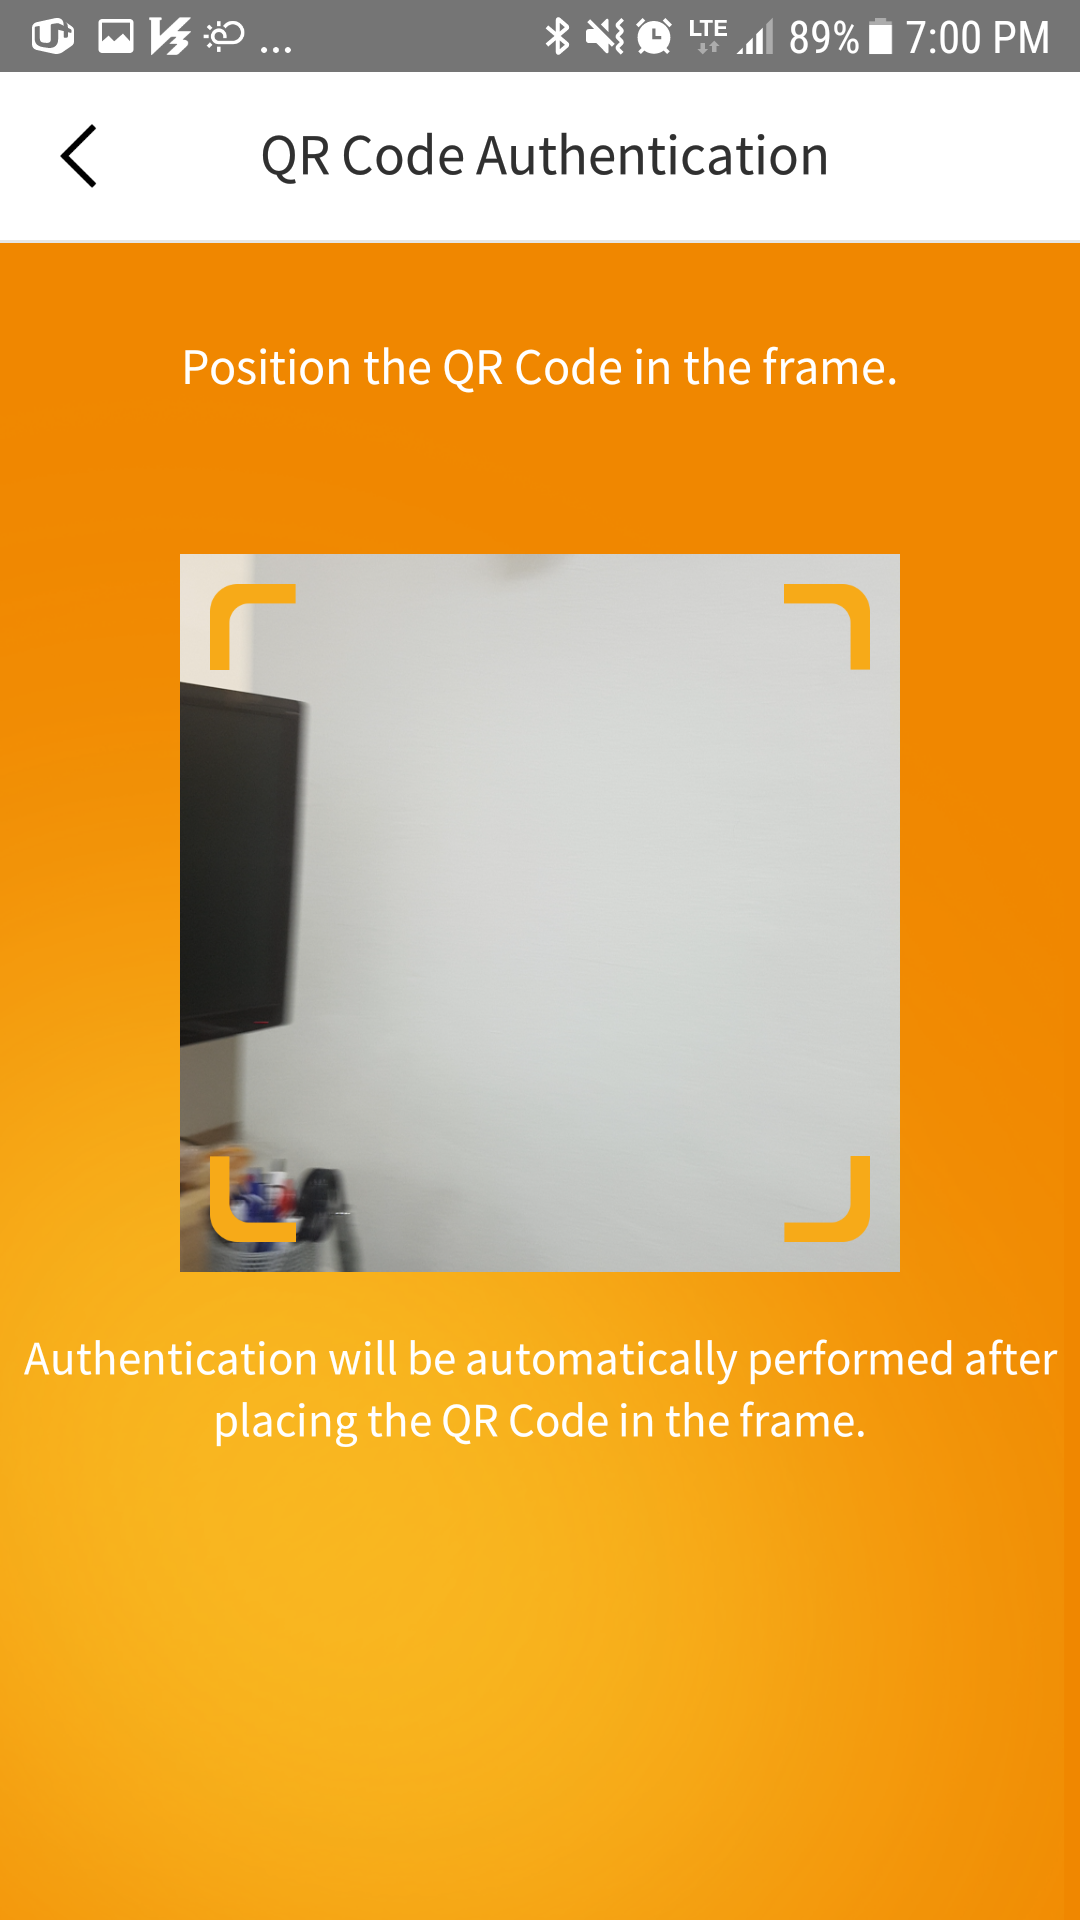 LTE 89% 7:00 PM
QR Code Authentication
Position the QR Code in the frame.
Authentication will be automatically performed after
placing the QR Code in the frame.